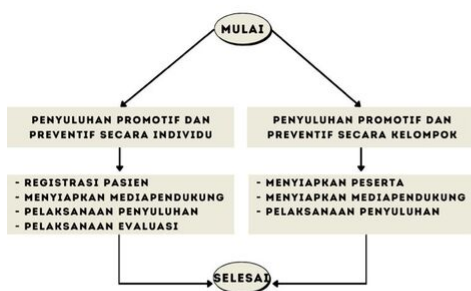 MULAI
PENYULUHAN PROMOTIF DAN
PREVENTIF SECARA INDIVIDU
PENYULUHAN PROMOTIF DAN
PREVENTIF SECARA KELOMPOK
- REGISTRASI PASIEN
- MENYIAPKAN MEDIAPENDUKUNG
- PELAKSANAAN PENYULUHAN
- PELAKSANAAN EVALUASI
- MENYIAPKAN PESERTA
- MENYIAPKAN MEDIAPENDUKUNG
- PELAKSANAAN PENYULUHAN
SELESAI